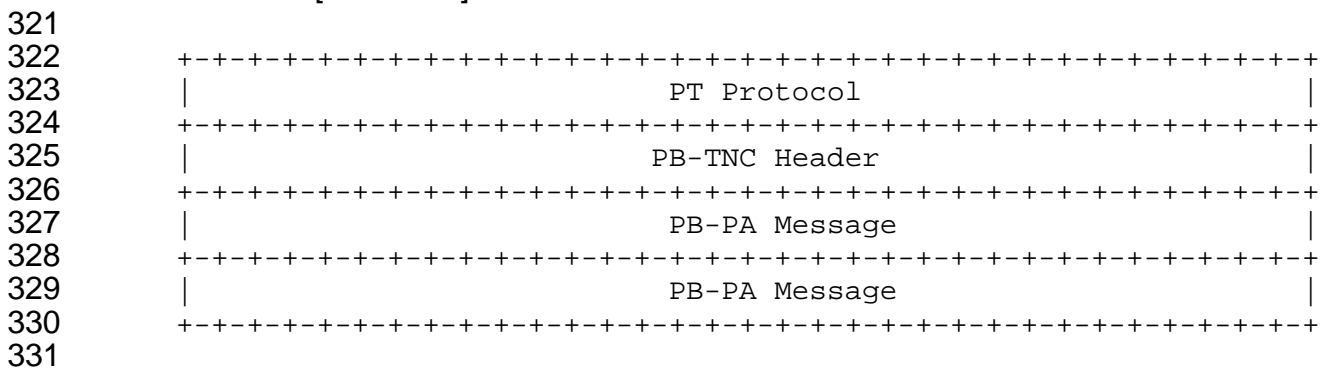 321
322 +-+-+-+-+-+-+-+-+-+-+-+-+-+-+-+-+-+-+-+-+-+-+-+-+-+-+-+-+-+-+-+-+
323 | PT Protocol |
324 +-+-+-+-+-+-+-+-+-+-+-+-+-+-+-+-+-+-+-+-+-+-+-+-+-+-+-+-+-+-+-+-+
325 | PB-TNC Header |
326 +-+-+-+-+-+-+-+-+-+-+-+-+-+-+-+-+-+-+-+-+-+-+-+-+-+-+-+-+-+-+-+-+
327 | PB-PA Message |
328 +-+-+-+-+-+-+-+-+-+-+-+-+-+-+-+-+-+-+-+-+-+-+-+-+-+-+-+-+-+-+-+-+
329 | PB-PA Message |
330 +-+-+-+-+-+-+-+-+-+-+-+-+-+-+-+-+-+-+-+-+-+-+-+-+-+-+-+-+-+-+-+-+
331